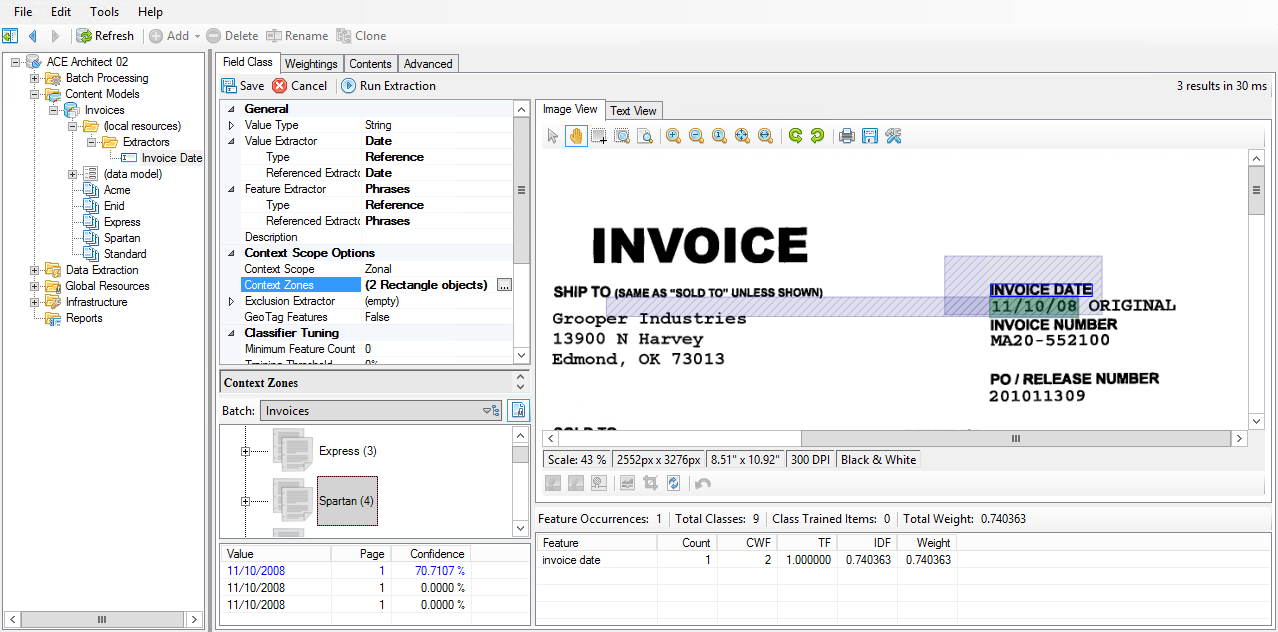 File Edit Tools Help
Refresh Add Delete Rename Clone
ACE Architect 02
Batch Processing
Content Models
Invoices
(local resources)
Extractors
Invoice Date
(data model)
Acme
Enid
Express
Spartan
Standard
Data Extraction
Global Resources
Infrastructure
Reports
Field Class Weightings Contents Advanced
Save Cancel Run Extraction 3 results in 30 ms
General
Value Type String
Value Extractor Date
Type Reference
Referenced Extractc Date
Feature Extractor Phrases
Type Reference
Referenced Extractc Phrases
Description
Context Scope Options
Context Scope Zonal
Context Zones (2 Rectangle objects) ...
Exclusion Extractor (empty)
GeoTag Features False
Classifier Tuning
Minimum Feature Count 0
Context Zones
Batch: Invoices
Express (3)
Spartan (4)
Value Page Confidence
11/10/2008 1 70.7107 %
11/10/2008 1 0.0000 %
11/10/2008 1 0.0000 %
Image View Text View
INVOICE
SHIP TO (SAME AS "SOLD TO" UNLESS SHOWN)
Grooper Industries
13900 N Harvey
Edmond, OK 73013
INVOICE DATE
11/10/08 ORIGINAL
INVOICE NUMBER
MA20-552100
PO / RELEASE NUMBER
201011309
Scale: 43 % 2552px x 3276px 8.51" x 10.92" 300 DPI Black & White
Feature Occurrences: 1 Total Classes: 9 Class Trained Items: 0 Total Weight: 0.740363
Feature Count CWF TF IDF Weight
invoice date 1 2 1.000000 0.740363 0.740363